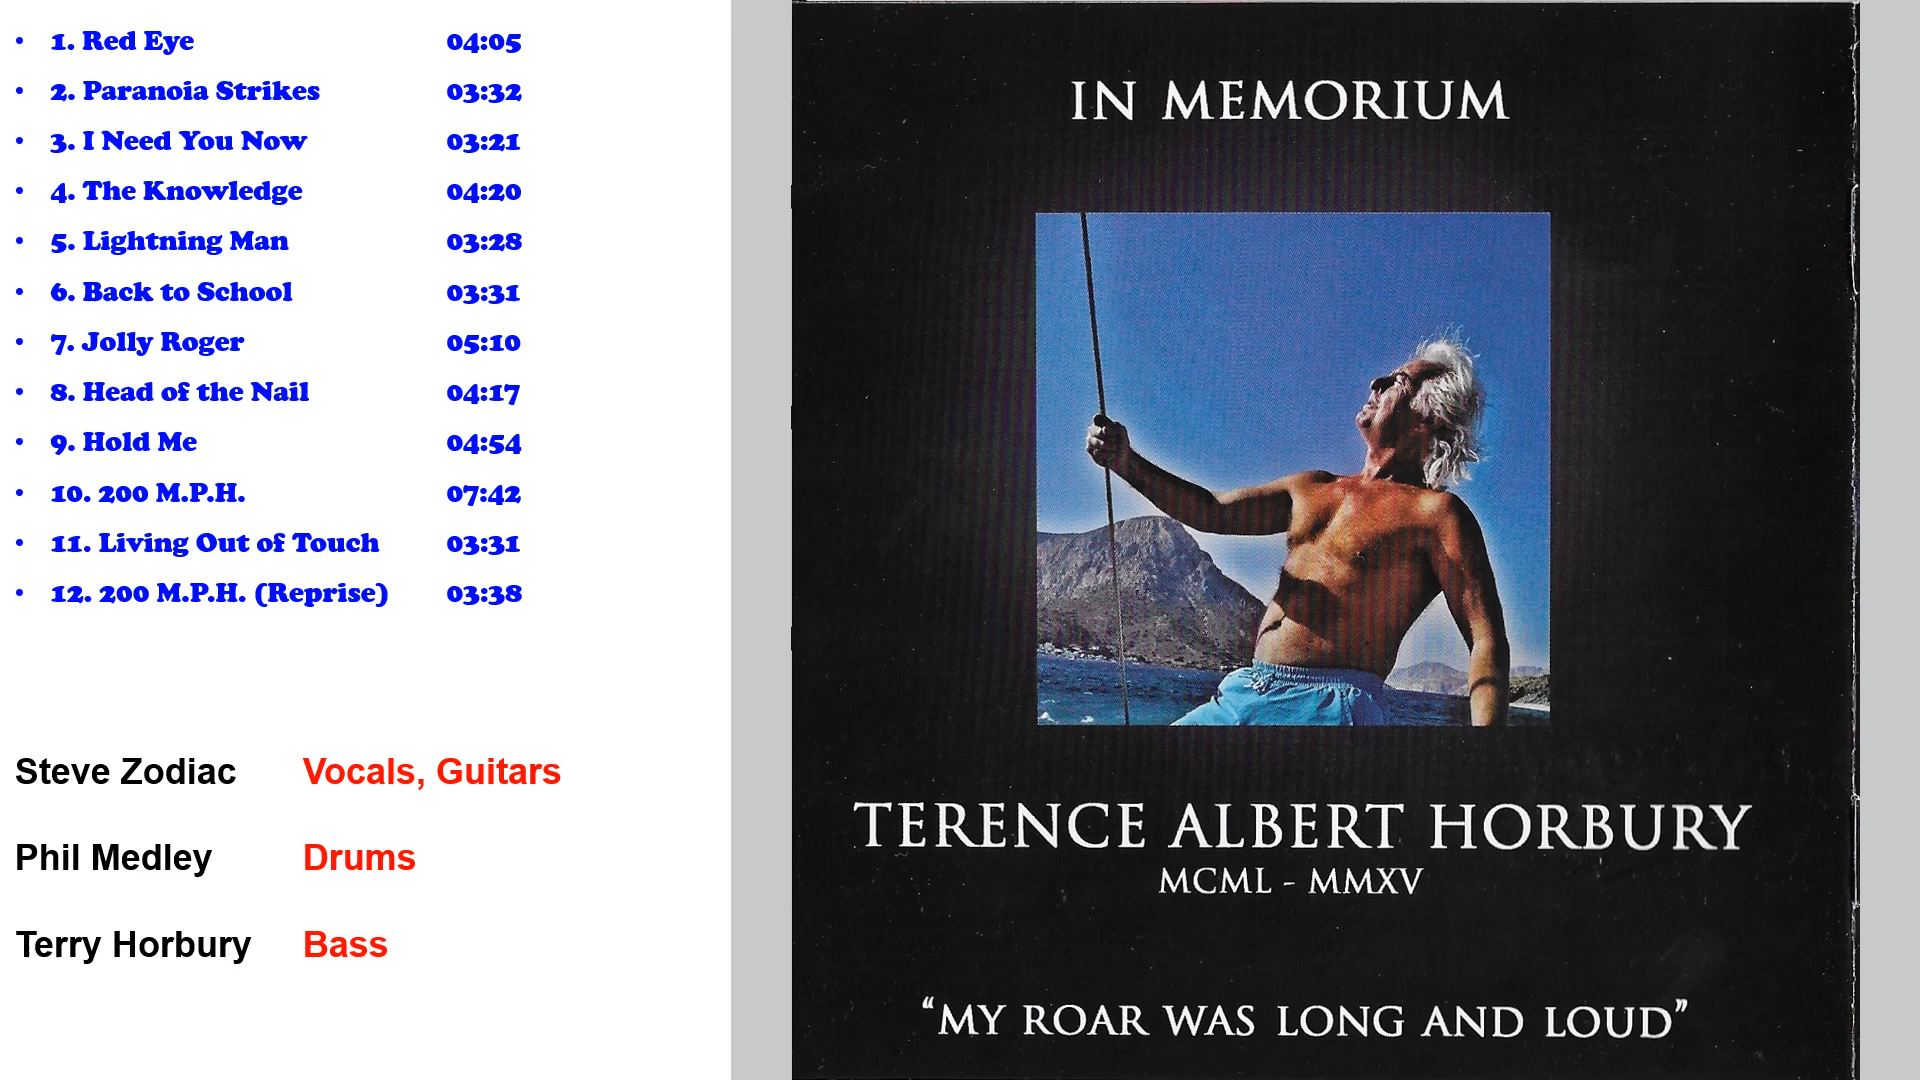 • 1. Red Eye 04:05
• 2. Paranoia Strikes 03:32
• 3. I Need You Now 03:21
• 4. The Knowledge 04:20
• 5. Lightning Man 03:28
• 6. Back to School 03:31
• 7. Jolly Roger 05:10
• 8. Head of the Nail 04:17
• 9. Hold Me 04:54
• 10. 200 M.P.H. 07:42
• 11. Living Out of Touch 03:31
• 12. 200 M.P.H. (Reprise) 03:38
Steve Zodiac Vocals, Guitars
Phil Medley Drums
Terry Horbury Bass
IN MEMORIUM
TERENCE ALBERT HORBURY
MCML - MMXV
“MY ROAR WAS LONG AND LOUD”